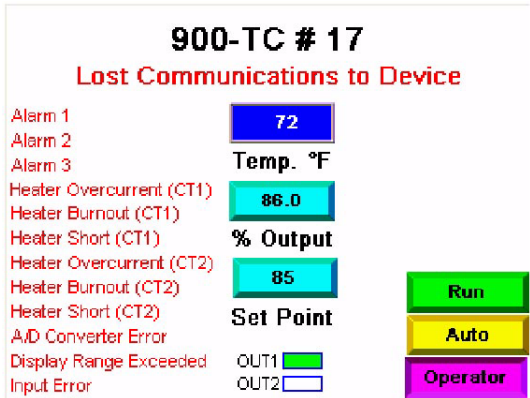 900-TC # 17
Lost Communications to Device
Alarm 1
Alarm 2
Alarm 3
Heater Overcurrent (CT1)
Heater Burnout (CT1)
Heater Short (CT1)
Heater Overcurrent (CT2)
Heater Burnout (CT2)
Heater Short (CT2)
A/D Converter Error
Display Range Exceeded
Input Error
72
Temp. °F
86.0
% Output
85
Set Point
OUT1
OUT2
Run
Auto
Operator